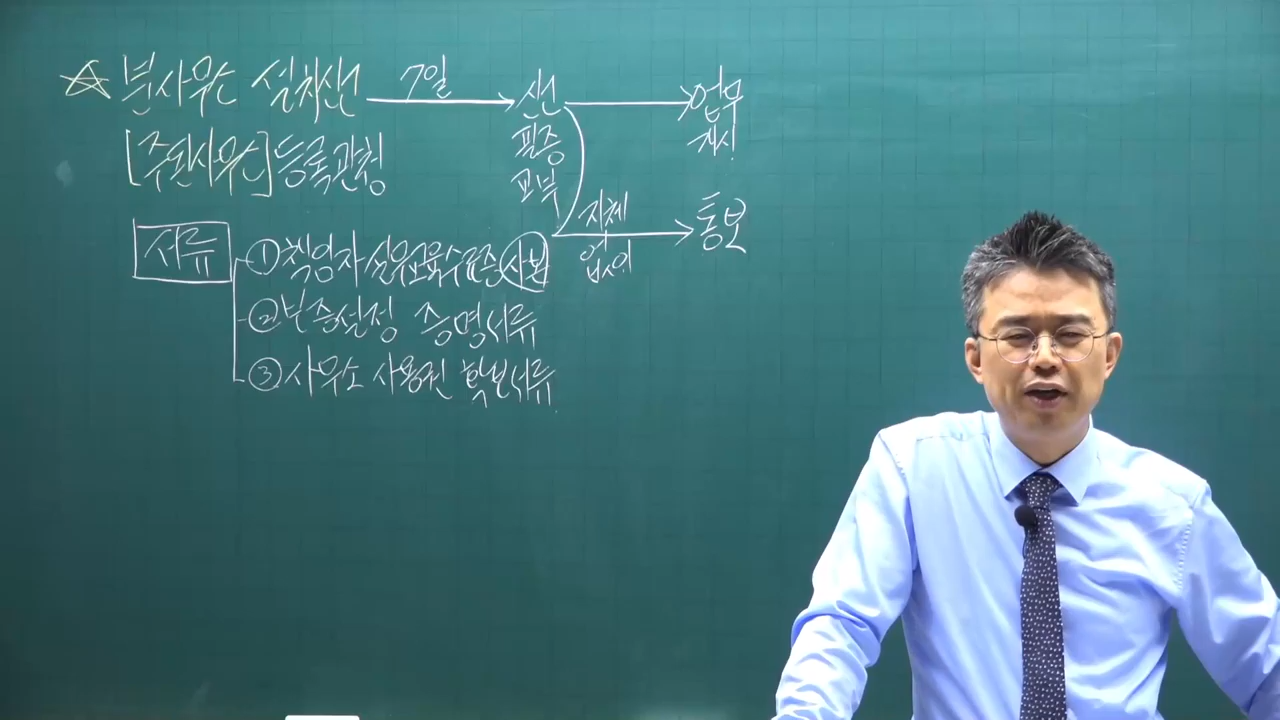 ☆ 분사무소 설치신고 7일 신고 업무
[주된사무소] 등록관청 필증 개시
교부
지체 통보
서류 ① 책임자 실무교육수료증 사본 없이
② 보증설정 증명서류
③ 사무소 사용권 확보서류